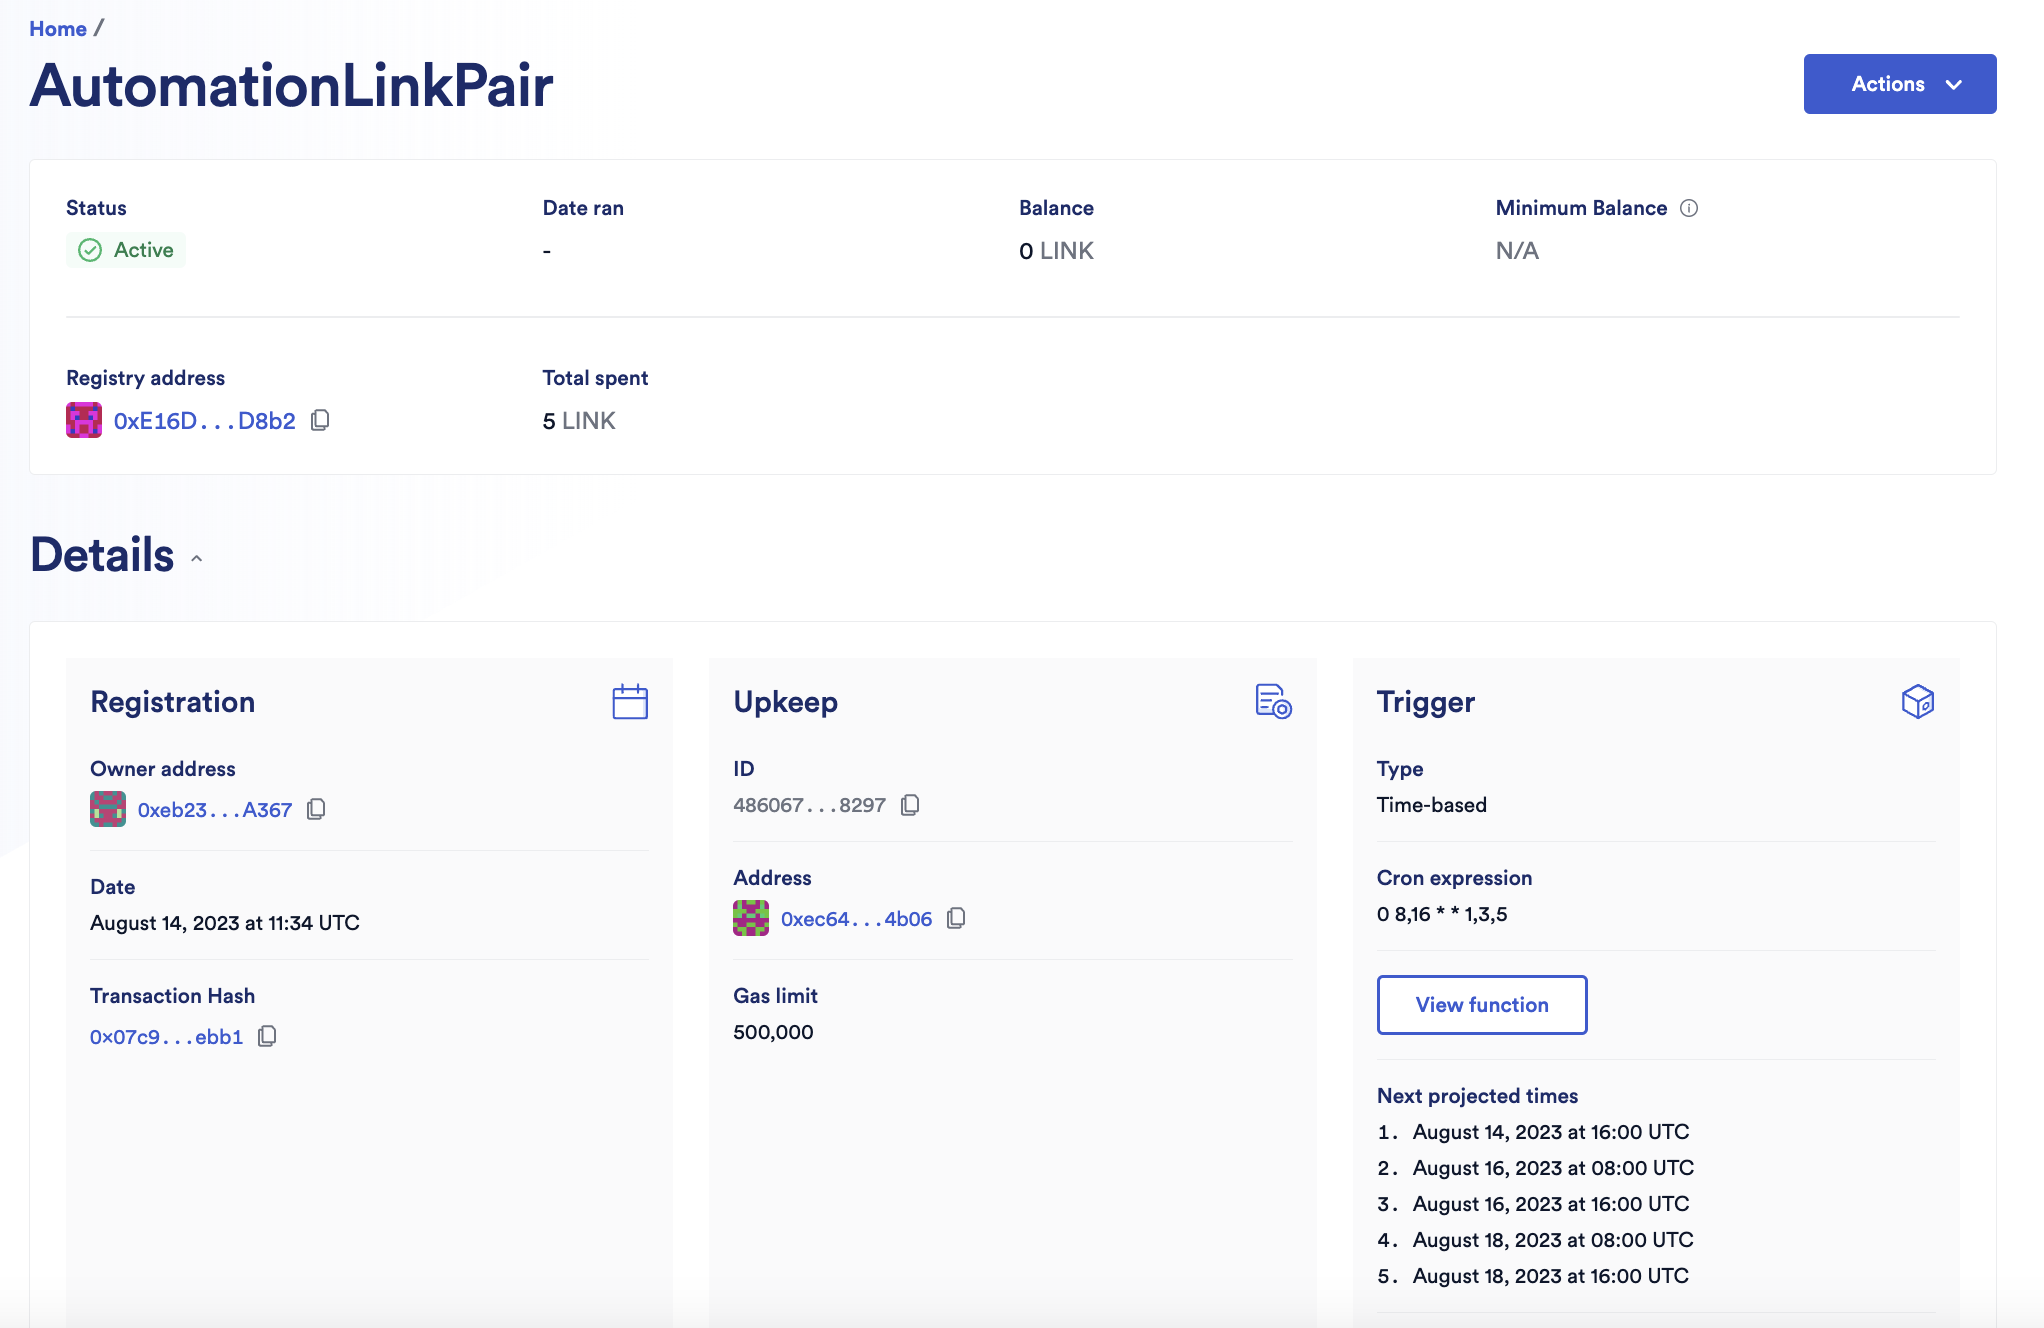 Home /
AutomationLinkPair
Actions
Status
Date ran
Balance
Minimum Balance
Active
-
0 LINK
N/A
Registry address
Total spent
0xE16D...D8b2
5 LINK
Details
Registration
Owner address
0xeb23...A367
Date
August 14, 2023 at 11:34 UTC
Transaction Hash
0x07c9...ebb1
Upkeep
ID
486067...8297
Address
0xec64...4b06
Gas limit
500,000
Trigger
Type
Time-based
Cron expression
0 8,16 * * 1,3,5
View function
Next projected times
1. August 14, 2023 at 16:00 UTC
2. August 16, 2023 at 08:00 UTC
3. August 16, 2023 at 16:00 UTC
4. August 18, 2023 at 08:00 UTC
5. August 18, 2023 at 16:00 UTC